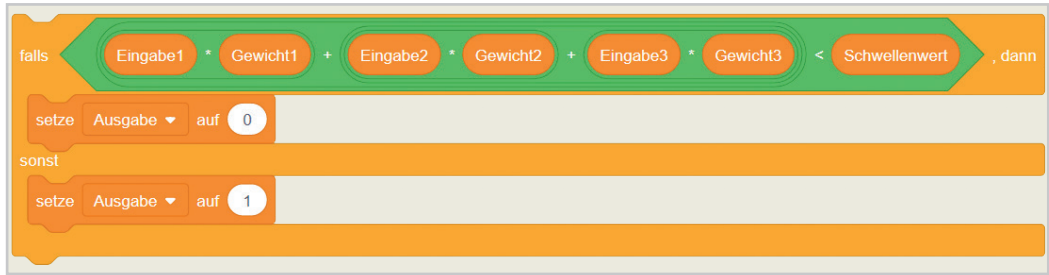 falls Eingabe1 * Gewicht1 + Eingabe2 * Gewicht2 + Eingabe3 * Gewicht3 < Schwellenwert , dann
setze Ausgabe auf 0
sonst
setze Ausgabe auf 1